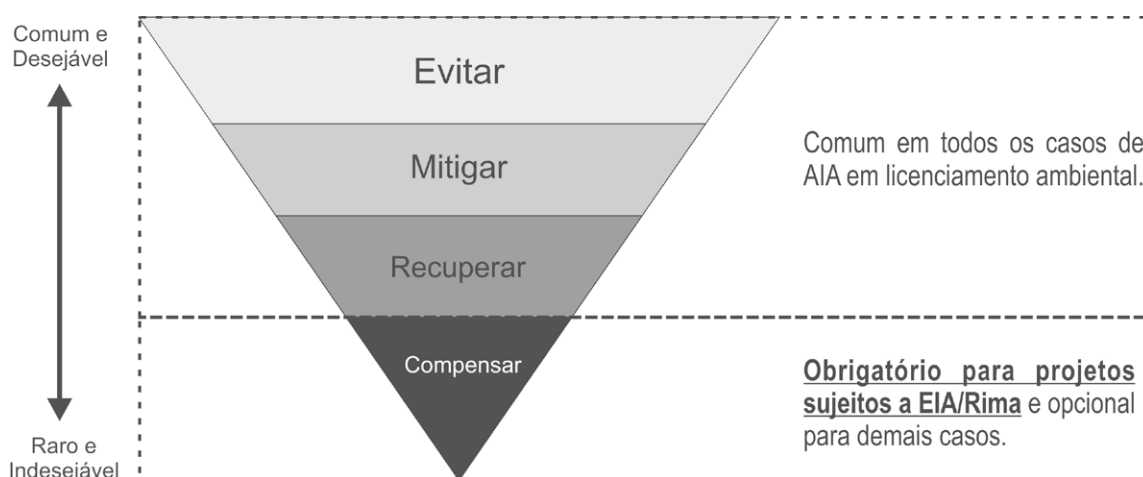 Comum e
Desejável
Evitar
Mitigar
Recuperar
Compensar
Raro e
Indesejável
Comum em todos os casos de
AIA em licenciamento ambiental.
Obrigatório para projetos
sujeitos a EIA/Rima e opcional
para demais casos.